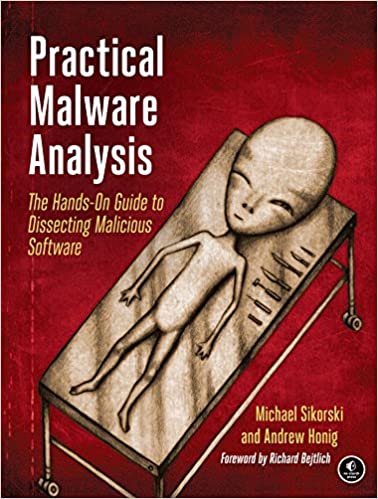 Practical
Malware
Analysis
The Hands-On Guide to
Dissecting Malicious
Software
Michael Sikorski
and Andrew Honig
Foreword by Richard Bejtlich